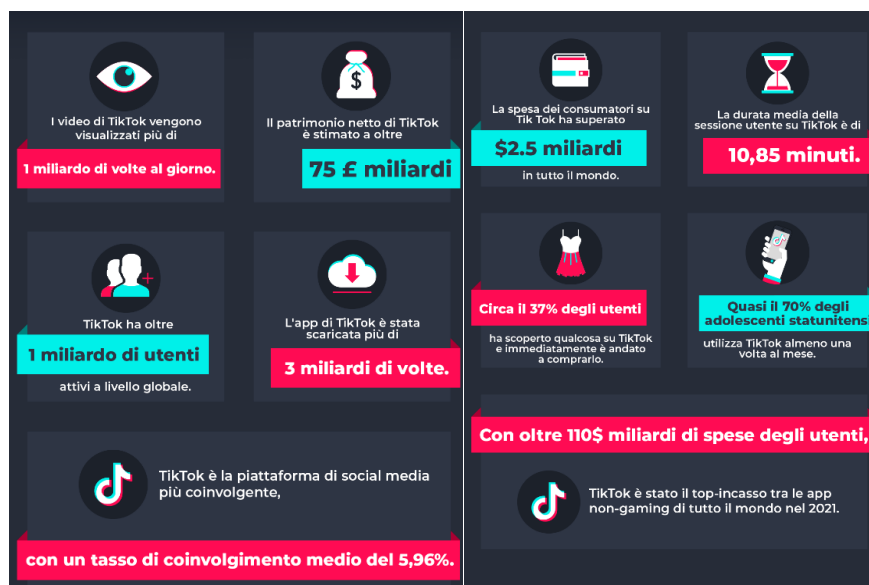 I video di TikTok vengono
visualizzati più di
1 miliardo di volte al giorno.
Il patrimonio netto di TikTok
è stimato a oltre
75 £ miliardi
TikTok ha oltre
1 miliardo di utenti
attivi a livello globale.
L'app di TikTok è stata
scaricata più di
3 miliardi di volte.
TikTok è la piattaforma di social media
più coinvolgente,
con un tasso di coinvolgimento medio del 5,96%.
La spesa dei consumatori su
Tik Tok ha superato
$2.5 miliardi
in tutto il mondo.
La durata media della
sessione utente su TikTok è di
10,85 minuti.
Circa il 37% degli utenti
ha scoperto qualcosa su TikTok
e immediatamente è andato
a comprarlo.
Quasi il 70% degli
adolescenti statunitens
utilizza TikTok almeno una
volta al mese.
Con oltre 110$ miliardi di spese degli utenti,
TikTok è stato il top-incasso tra le app
non-gaming di tutto il mondo nel 2021.